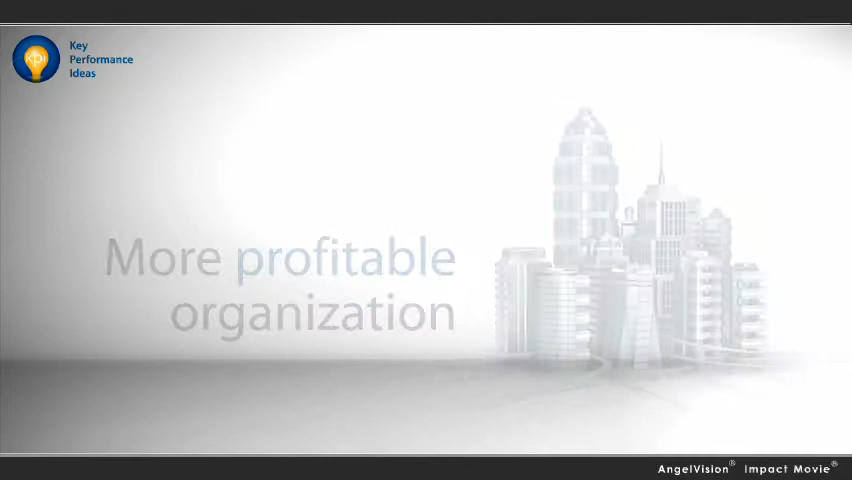 kpi
Key
Performance
Ideas
More profitable
organization
AngelVision® Impact Movie®